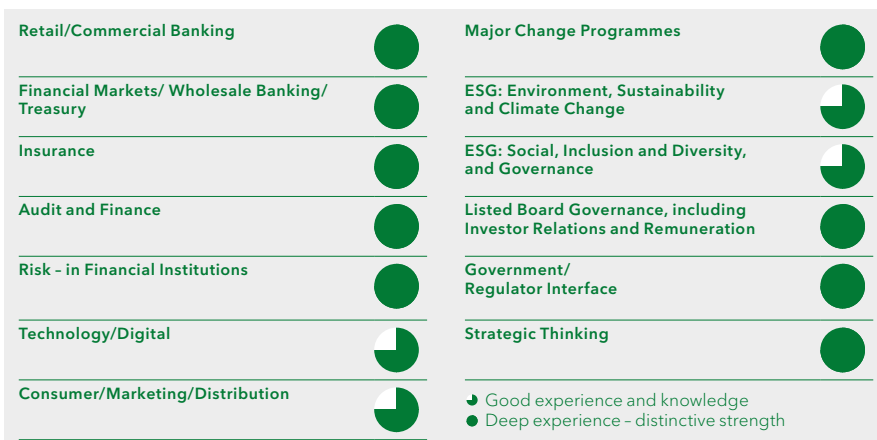 Retail/Commercial Banking
Financial Markets/ Wholesale Banking/
Treasury
Insurance
Audit and Finance
Risk – in Financial Institutions
Technology/Digital
Consumer/Marketing/Distribution
Major Change Programmes
ESG: Environment, Sustainability
and Climate Change
ESG: Social, Inclusion and Diversity,
and Governance
Listed Board Governance, including
Investor Relations and Remuneration
Government/
Regulator Interface
Strategic Thinking
Good experience and knowledge
Deep experience – distinctive strength